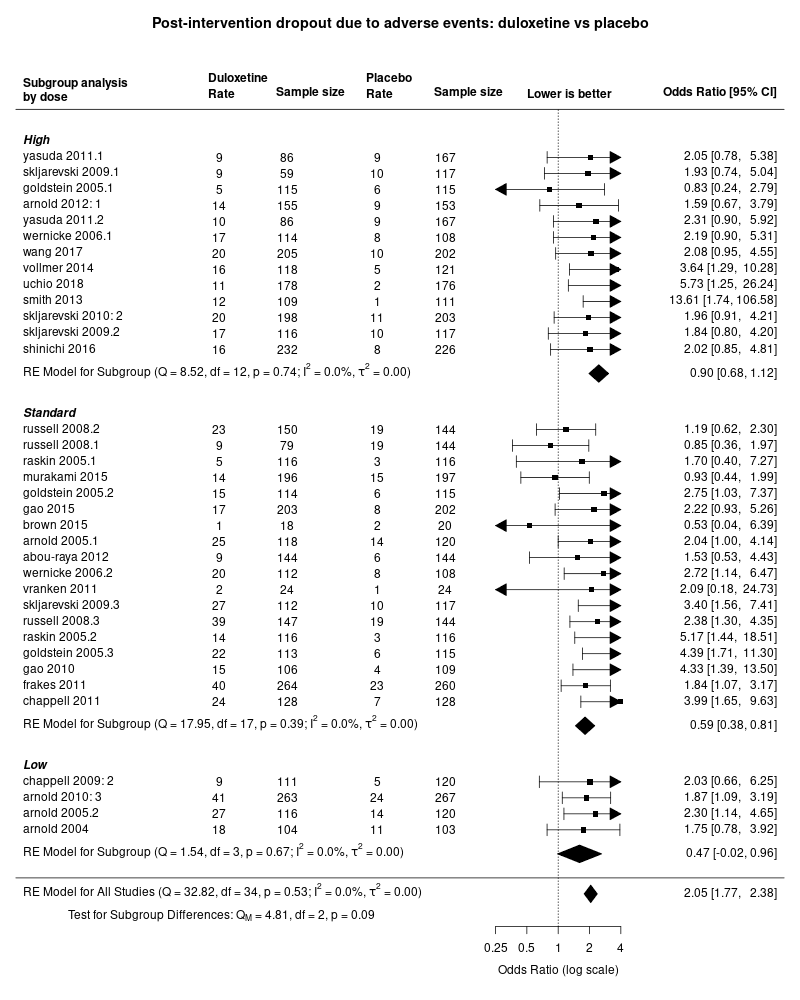 Post-intervention dropout due to adverse events: duloxetine vs placebo
Subgroup analysis by dose Duloxetine Rate Sample size Placebo Rate Sample size Lower is better Odds Ratio [95% CI]
High
yasuda 2011.1 9 86 9 167 2.05 [0.78, 5.38]
skljarevski 2009.1 9 59 10 117 1.93 [0.74, 5.04]
goldstein 2005.1 5 115 6 115 0.83 [0.24, 2.79]
arnold 2012: 1 14 155 9 153 1.59 [0.67, 3.79]
yasuda 2011.2 10 86 9 167 2.31 [0.90, 5.92]
wernicke 2006.1 17 114 8 108 2.19 [0.90, 5.31]
wang 2017 20 205 10 202 2.08 [0.95, 4.55]
vollmer 2014 16 118 5 121 3.64 [1.29, 10.28]
uchio 2018 11 178 2 176 5.73 [1.25, 26.24]
smith 2013 12 109 1 111 13.61 [1.74, 106.58]
skljarevski 2010: 2 20 198 11 203 1.96 [0.91, 4.21]
skljarevski 2009.2 17 116 10 117 1.84 [0.80, 4.20]
shinichi 2016 16 232 8 226 2.02 [0.85, 4.81]
RE Model for Subgroup (Q = 8.52, df = 12, p = 0.74; I² = 0.0%, τ² = 0.00) 0.90 [0.68, 1.12]
Standard
russell 2008.2 23 150 19 144 1.19 [0.62, 2.30]
russell 2008.1 9 79 19 144 0.85 [0.36, 1.97]
raskin 2005.1 5 116 3 116 1.70 [0.40, 7.27]
murakami 2015 14 196 15 197 0.93 [0.44, 1.99]
goldstein 2005.2 15 114 6 115 2.75 [1.03, 7.37]
gao 2015 17 203 8 202 2.22 [0.93, 5.26]
brown 2015 1 18 2 20 0.53 [0.04, 6.39]
arnold 2005.1 25 118 14 120 2.04 [1.00, 4.14]
abou-raya 2012 9 144 6 144 1.53 [0.53, 4.43]
wernicke 2006.2 20 112 8 108 2.72 [1.14, 6.47]
vranken 2011 2 24 1 24 2.09 [0.18, 24.73]
skljarevski 2009.3 27 112 10 117 3.40 [1.56, 7.41]
russell 2008.3 39 147 19 144 2.38 [1.30, 4.35]
raskin 2005.2 14 116 3 116 5.17 [1.44, 18.51]
goldstein 2005.3 22 113 6 115 4.39 [1.71, 11.30]
gao 2010 15 106 4 109 4.33 [1.39, 13.50]
frakes 2011 40 264 23 260 1.84 [1.07, 3.17]
chappell 2011 24 128 7 128 3.99 [1.65, 9.63]
RE Model for Subgroup (Q = 17.95, df = 17, p = 0.39; I² = 0.0%, τ² = 0.00) 0.59 [0.38, 0.81]
Low
chappell 2009: 2 9 111 5 120 2.03 [0.66, 6.25]
arnold 2010: 3 41 263 24 267 1.87 [1.09, 3.19]
arnold 2005.2 27 116 14 120 2.30 [1.14, 4.65]
arnold 2004 18 104 11 103 1.75 [0.78, 3.92]
RE Model for Subgroup (Q = 1.54, df = 3, p = 0.67; I² = 0.0%, τ² = 0.00) 0.47 [-0.02, 0.96]
RE Model for All Studies (Q = 32.82, df = 34, p = 0.53; I² = 0.0%, τ² = 0.00) 2.05 [1.77, 2.38]
Test for Subgroup Differences: Q_M = 4.81, df = 2, p = 0.09
0.25 0.5 1 2 4
Odds Ratio (log scale)